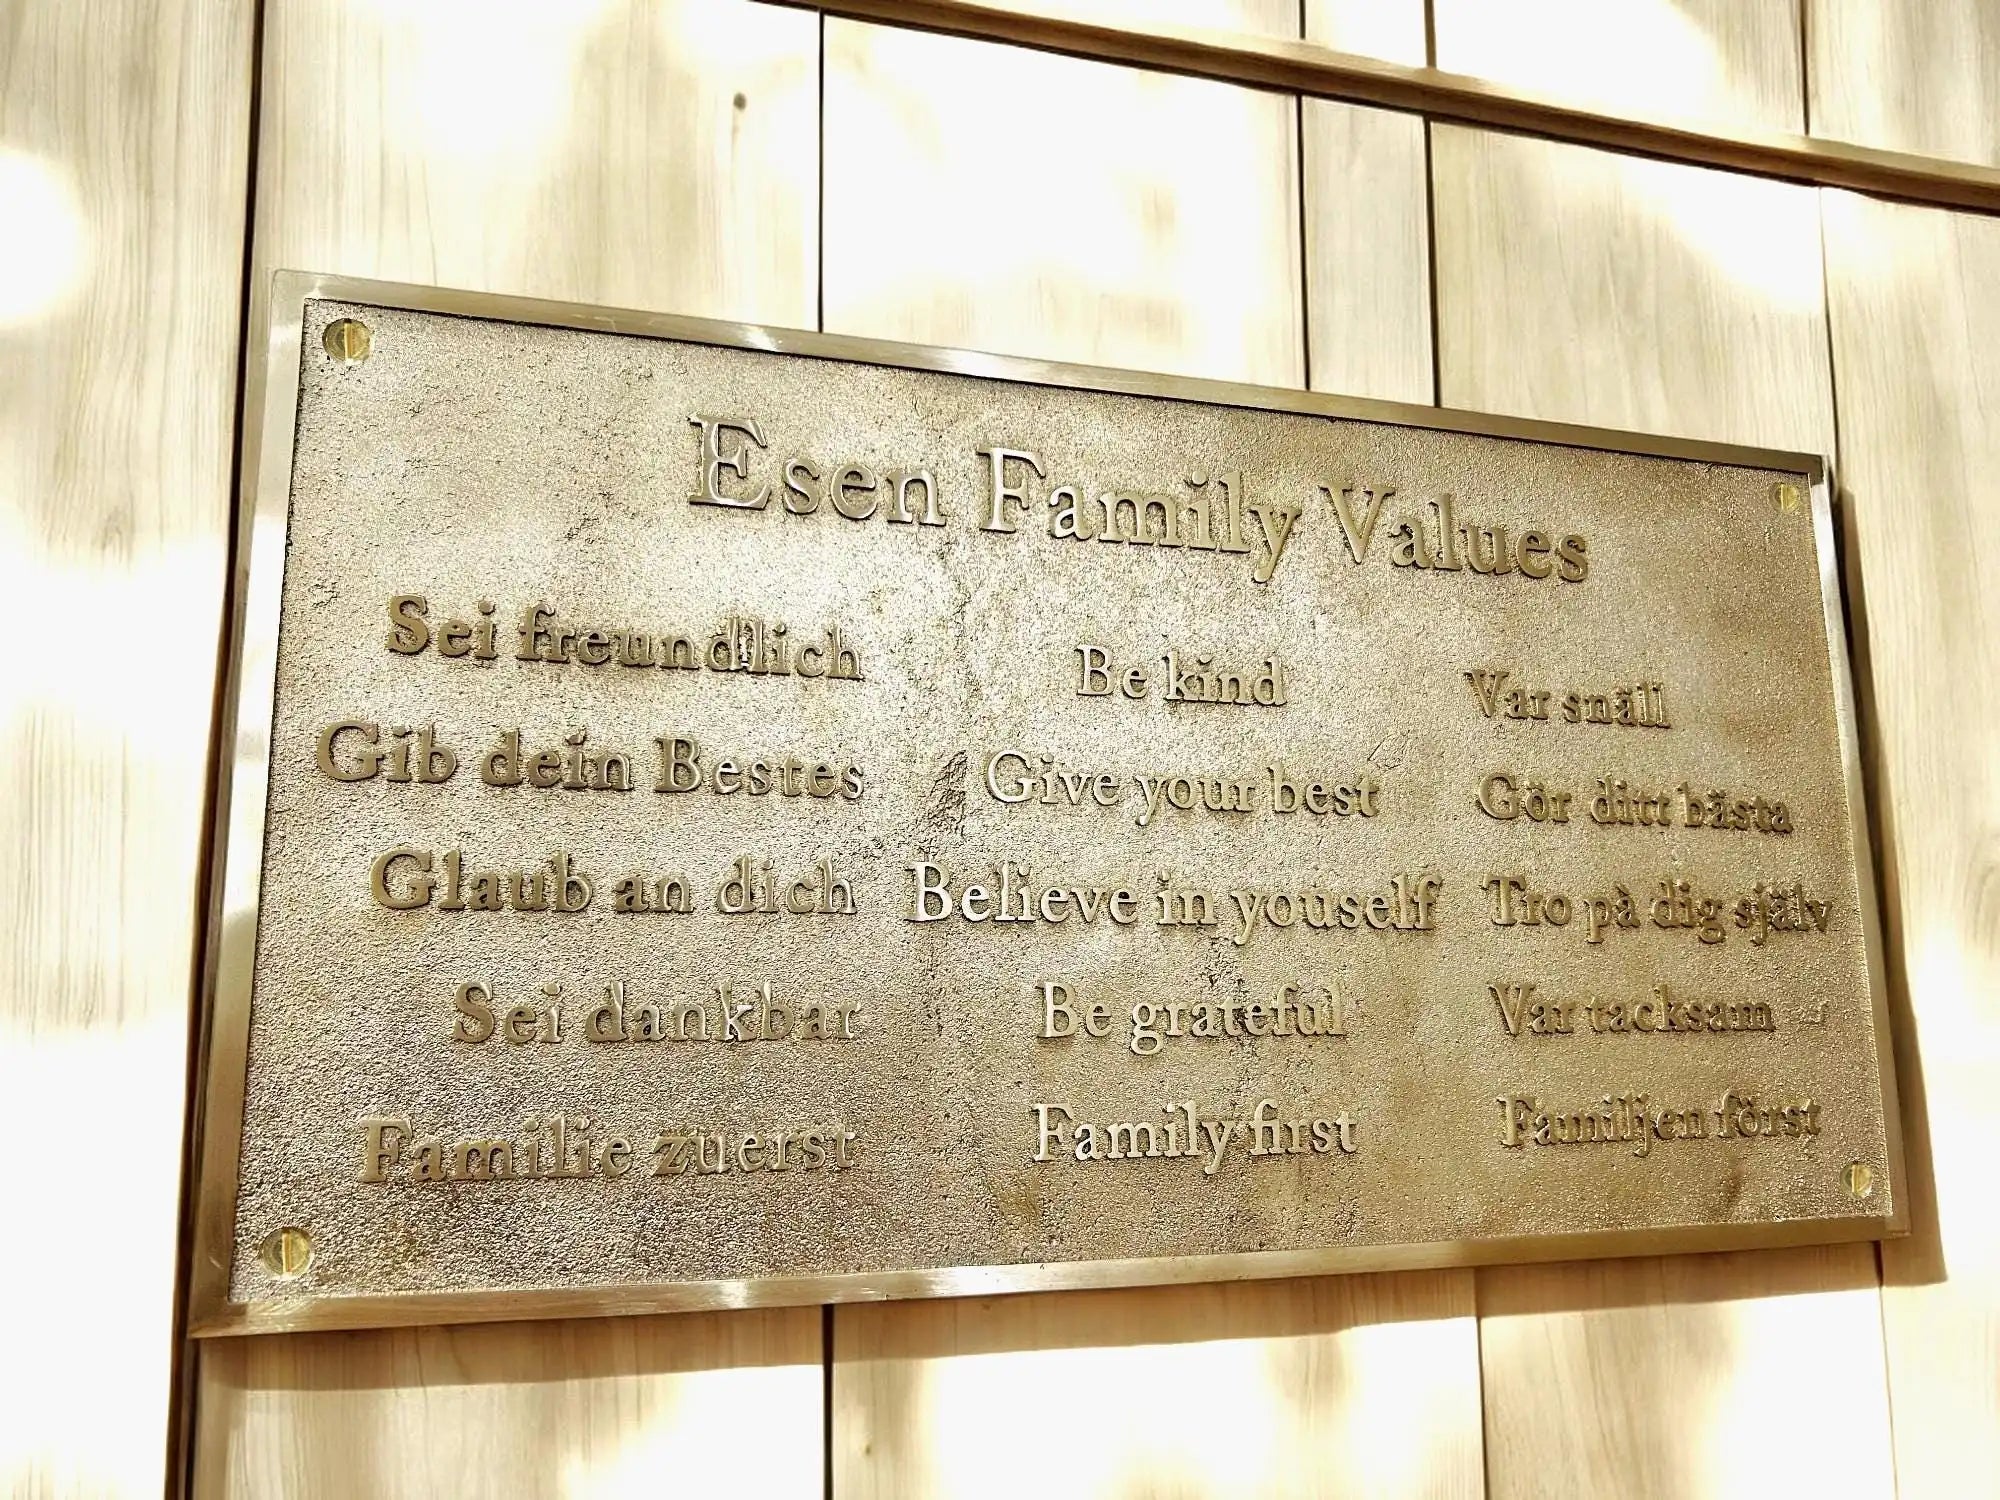 Esen Family Values
Sei freundlich
Gib dein Bestes
Glaub an dich
Sei dankbar
Familie zuerst
Be kind
Give your best
Believe in youself
Be grateful
Family first
Var snäll
Gör ditt bästa
Tro på dig själv
Var tacksam
Familjen först